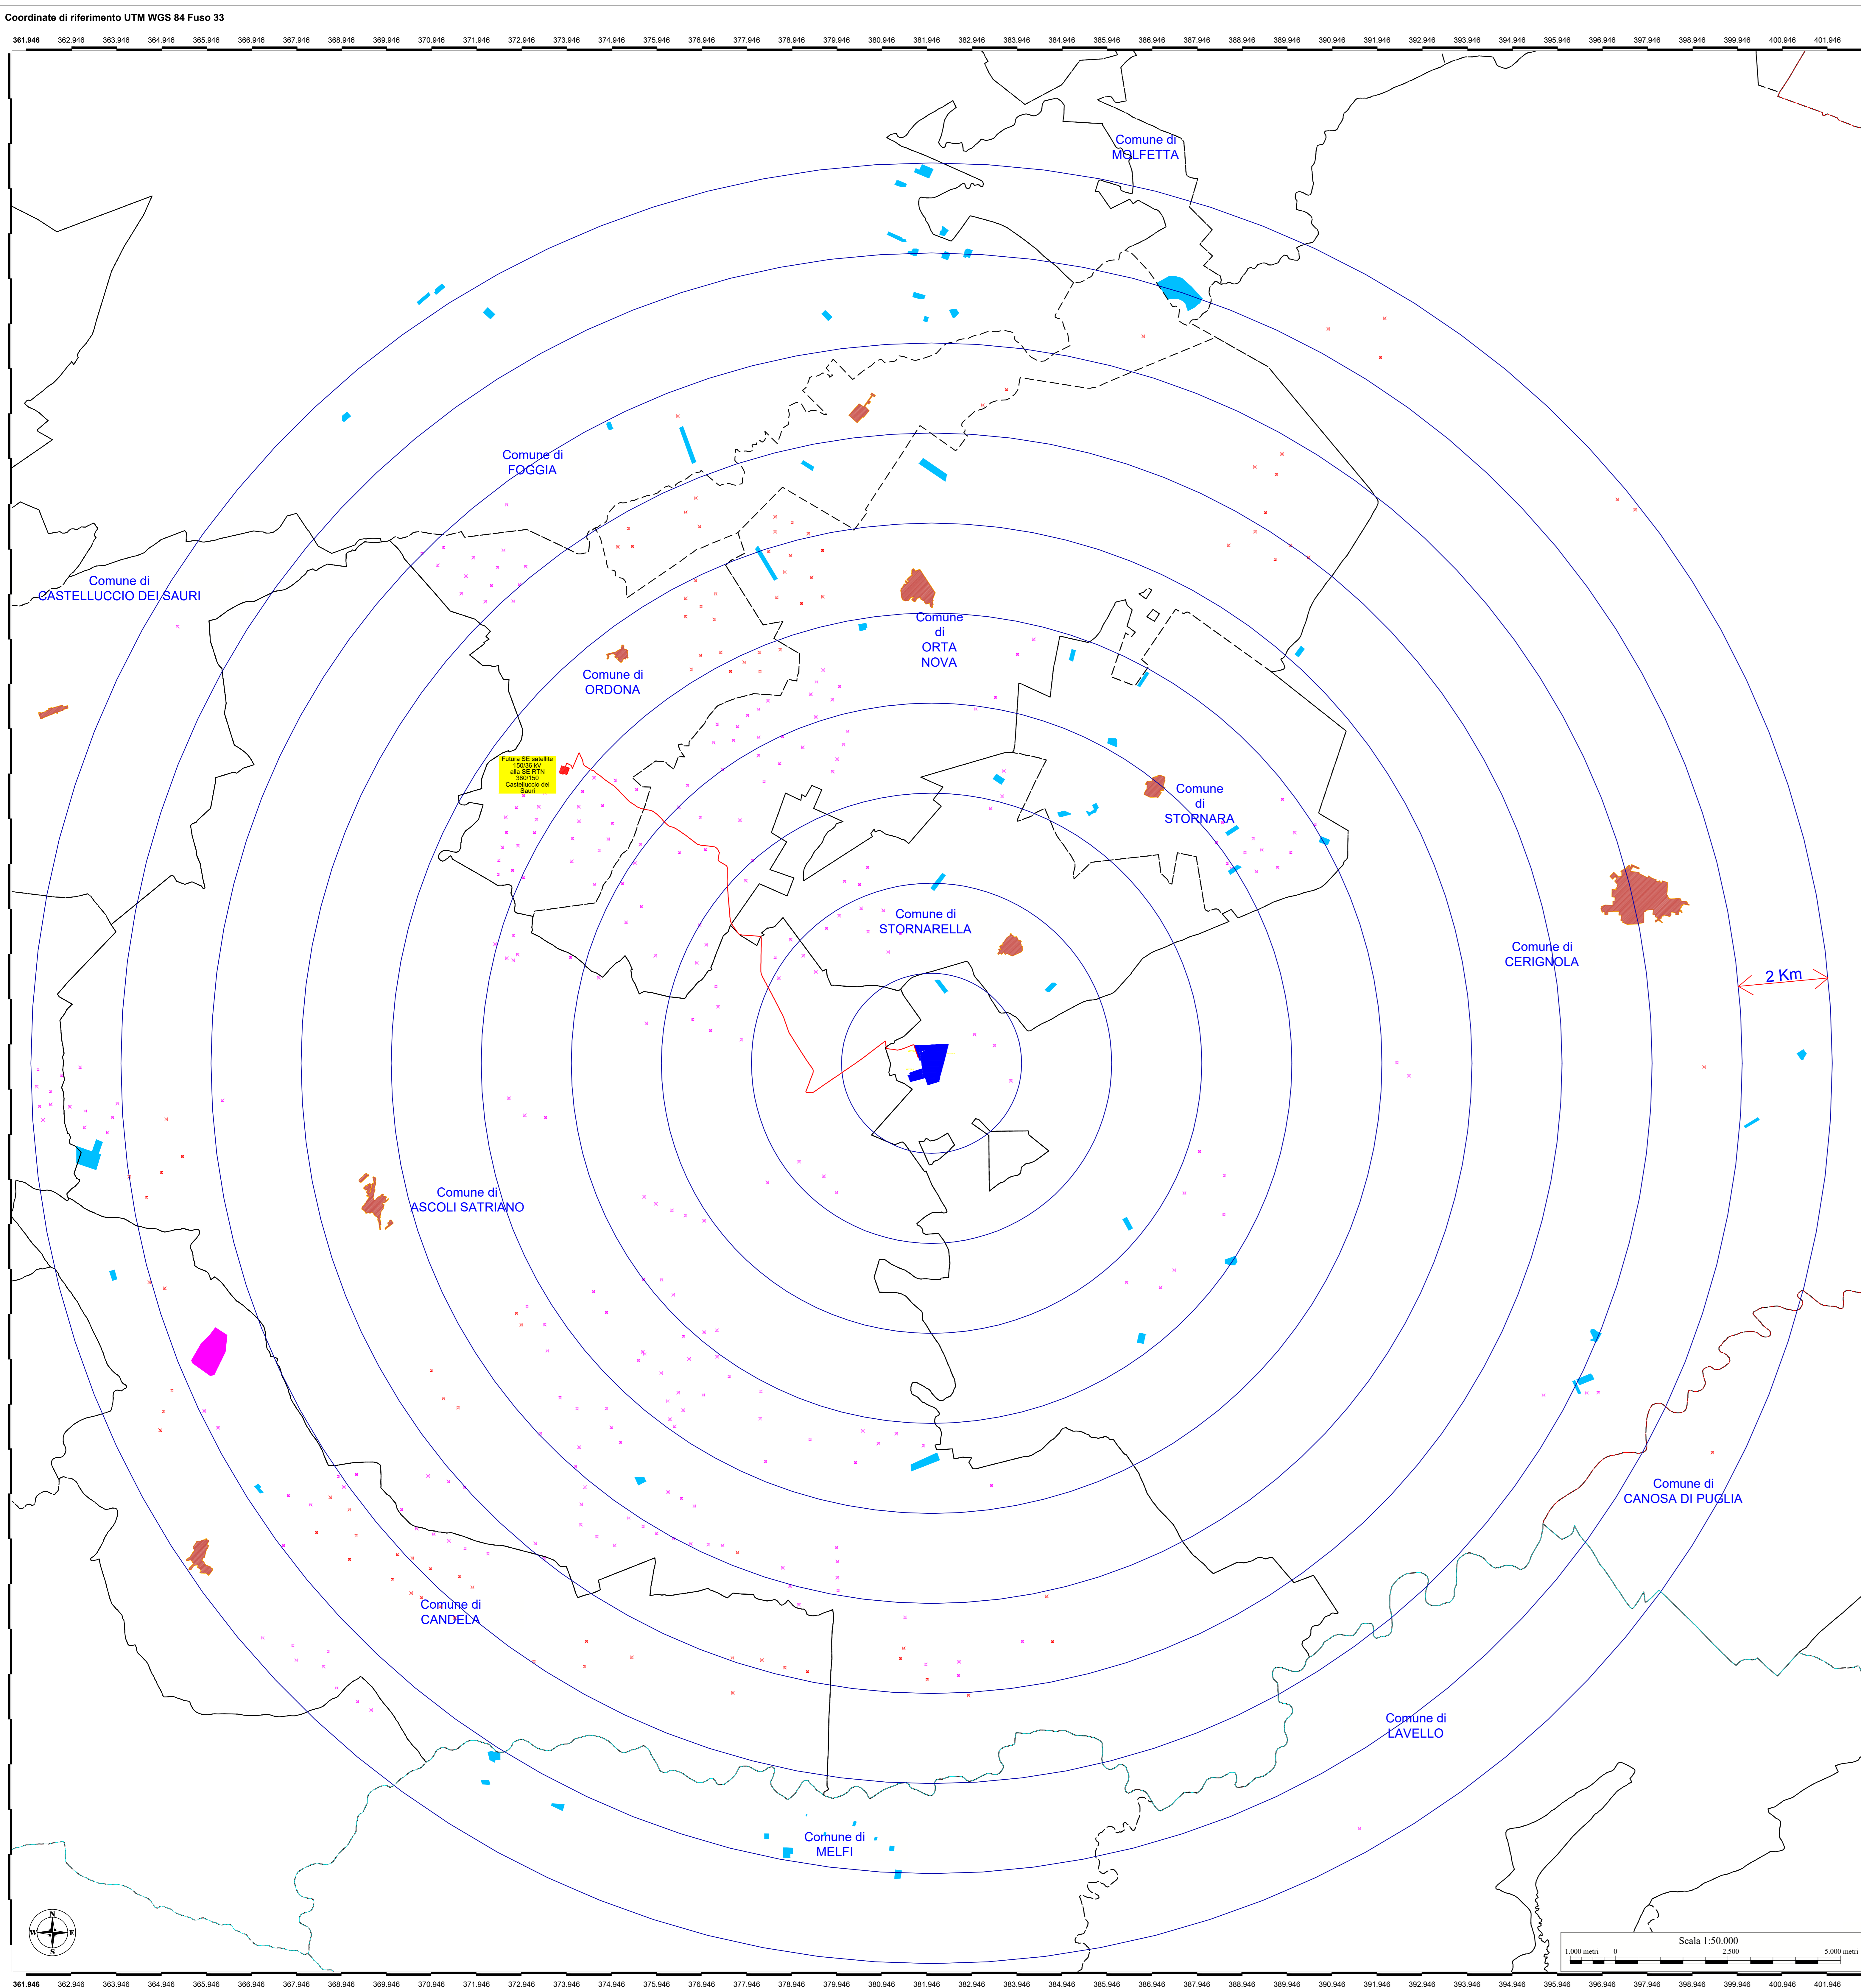 Coordinate di riferimento UTM WGS 84 Fuso 33
361.946 362.946 363.946 364.946 365.946 366.946 367.946 368.946 369.946 370.946 371.946 372.946 373.946 374.946 375.946 376.946 377.946 378.946 379.946 380.946 381.946 382.946 383.946 384.946 385.946 386.946 387.946 388.946 389.946 390.946 391.946 392.946 393.946 394.946 395.946 396.946 397.946 398.946 399.946 400.946 401.946
Comune di
MOLFETTA
Comune di
FOGGIA
Comune di
CASTELLUCCIO DEI SAURI
Comune
di
ORTA
NOVA
Comune di
ORDONA
Futura SE satellite
150/36 kV
alla SE RTN
380/150
Castelluccio dei
Sauri
Comune
di
STORNARA
Comune di
STORNARELLA
Comune di
CERIGNOLA
2 Km
Comune di
ASCOLI SATRIANO
Comune di
CANOSA DI PUGLIA
Comune di
CANDELA
Comune di
LAVELLO
Comune di
MELFI
N
W E
S
Scala 1:50.000
1.000 metri 0 2.500 5.000 metri
361.946 362.946 363.946 364.946 365.946 366.946 367.946 368.946 369.946 370.946 371.946 372.946 373.946 374.946 375.946 376.946 377.946 378.946 379.946 380.946 381.946 382.946 383.946 384.946 385.946 386.946 387.946 388.946 389.946 390.946 391.946 392.946 393.946 394.946 395.946 396.946 397.946 398.946 399.946 400.946 401.946